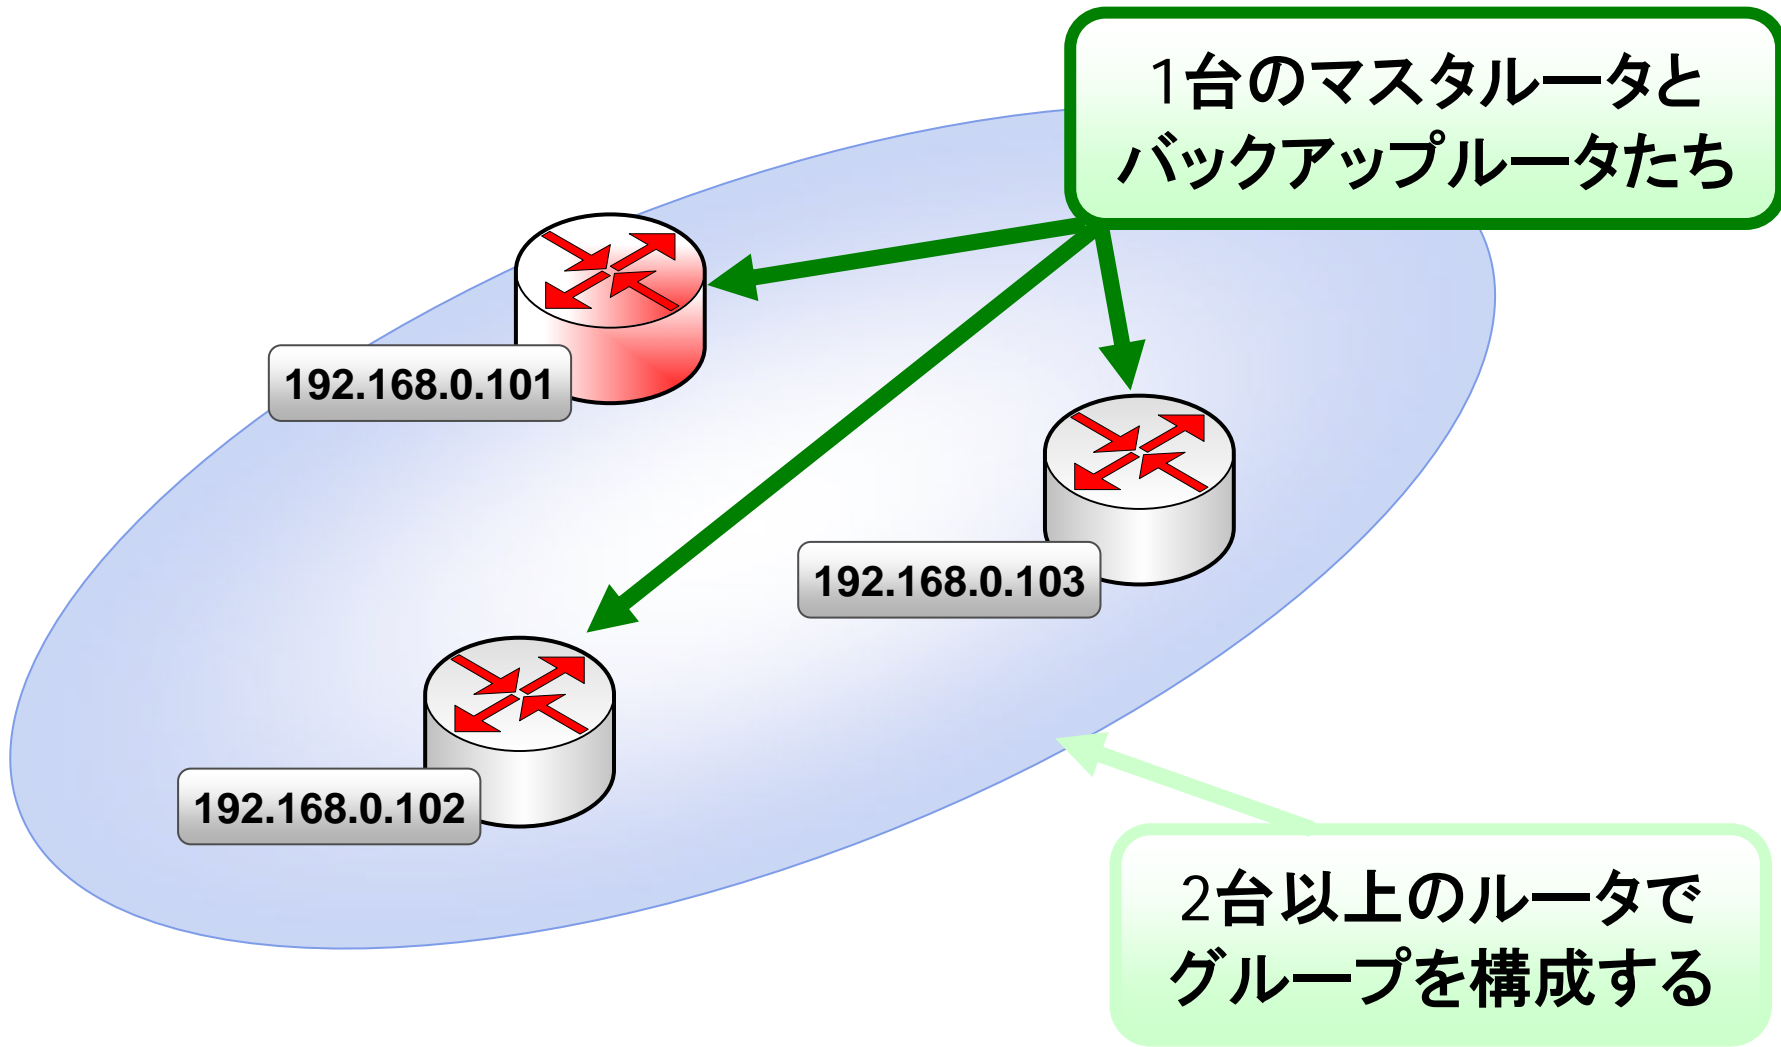 1台のマスタルータと
バックアップルータたち
192.168.0.101
192.168.0.103
192.168.0.102
2台以上のルータで
グループを構成する